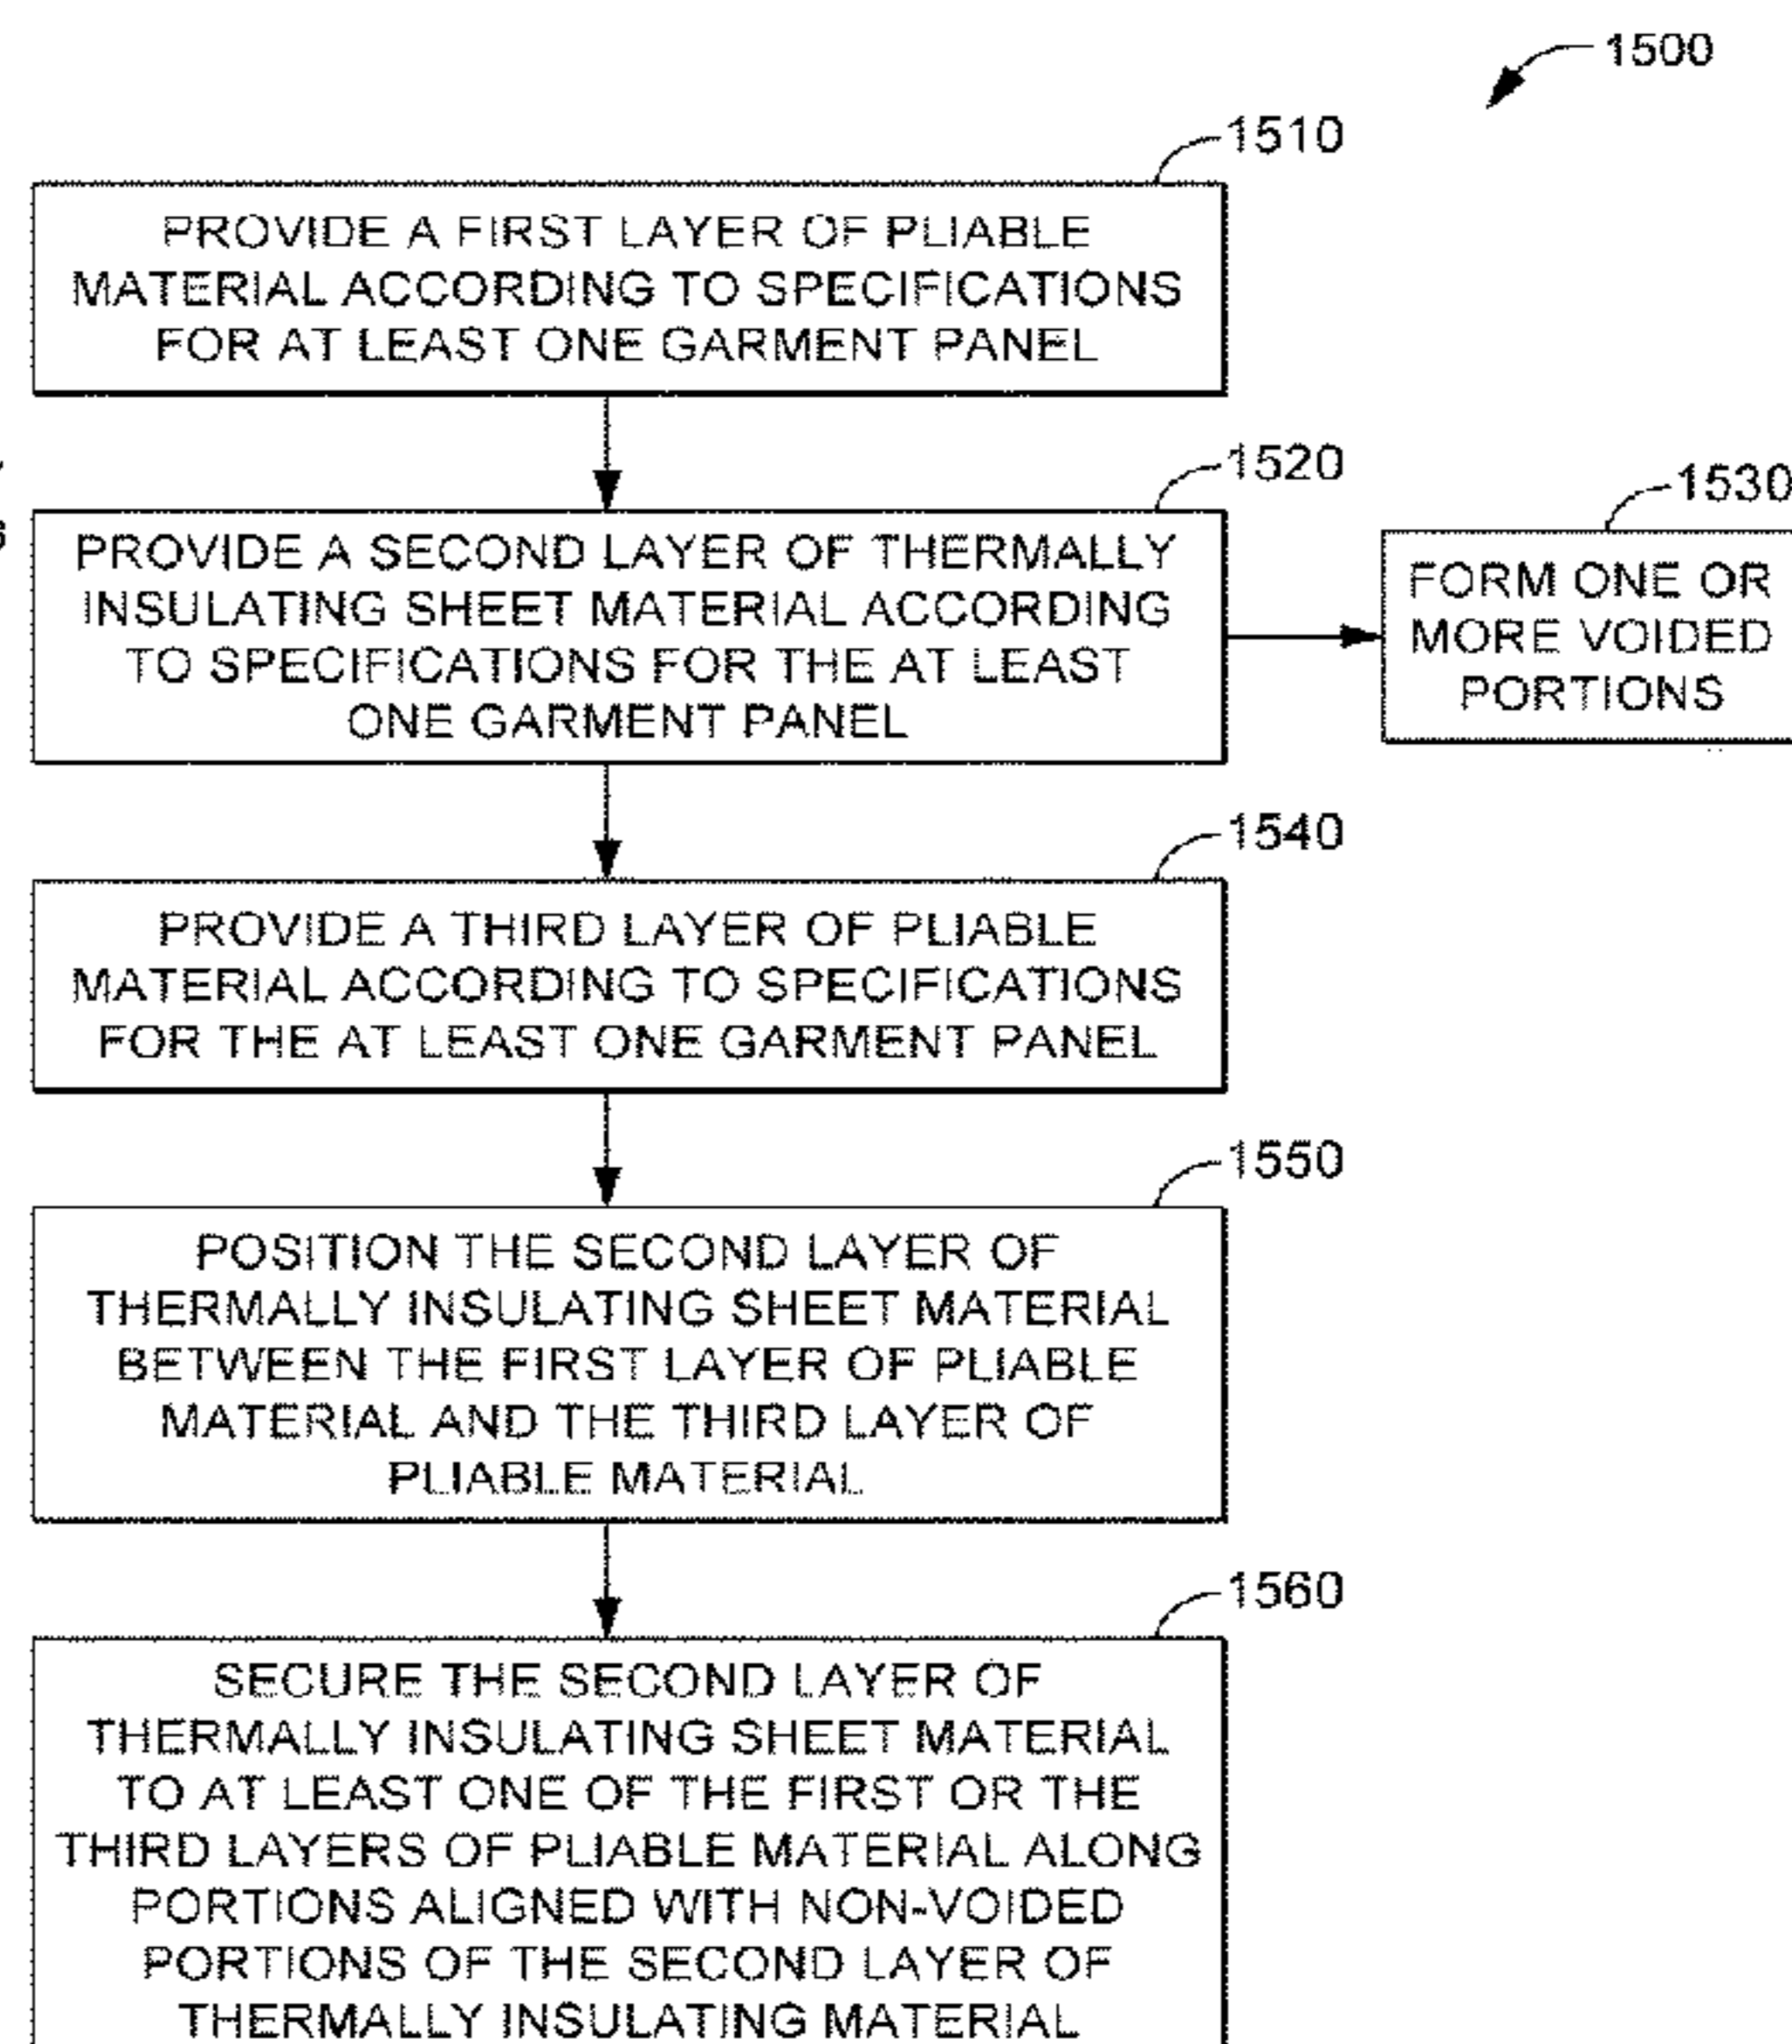 1500
1510
PROVIDE A FIRST LAYER OF PLIABLE
MATERIAL ACCORDING TO SPECIFICATIONS
FOR AT LEAST ONE GARMENT PANEL
1520
PROVIDE A SECOND LAYER OF THERMALLY
INSULATING SHEET MATERIAL ACCORDING
TO SPECIFICATIONS FOR THE AT LEAST
ONE GARMENT PANEL
1530
FORM ONE OR
MORE VOIDED
PORTIONS
1540
PROVIDE A THIRD LAYER OF PLIABLE
MATERIAL ACCORDING TO SPECIFICATIONS
FOR THE AT LEAST ONE GARMENT PANEL
1550
POSITION THE SECOND LAYER OF
THERMALLY INSULATING SHEET MATERIAL
BETWEEN THE FIRST LAYER OF PLIABLE
MATERIAL AND THE THIRD LAYER OF
PLIABLE MATERIAL
1560
SECURE THE SECOND LAYER OF
THERMALLY INSULATING SHEET MATERIAL
TO AT LEAST ONE OF THE FIRST OR THE
THIRD LAYERS OF PLIABLE MATERIAL ALONG
PORTIONS ALIGNED WITH NON-VOIDED
PORTIONS OF THE SECOND LAYER OF
THERMALLY INSULATING MATERIAL